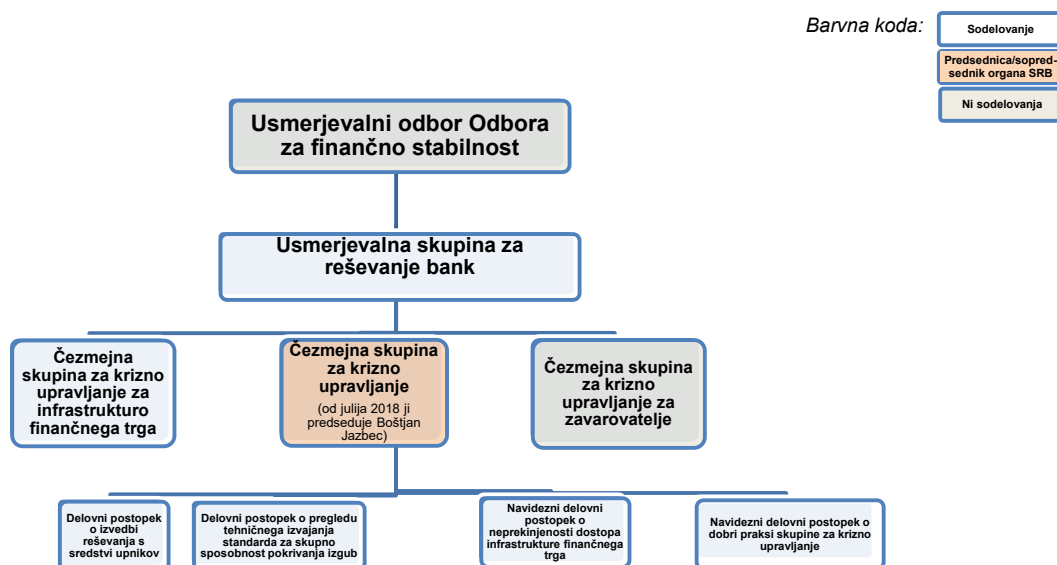 Barvna koda:
Sodelovanje
Predsednica/sopred-
sednik organa SRB
Ni sodelovanja
Usmerjevalni odbor Odbora
za finančno stabilnost
Usmerjevalna skupina za
reševanje bank
Čezmejna
skupina za krizno
upravljanje za
infrastrukturo
finančnega trga
Čezmejna skupina
za krizno
upravljanje
(od julija 2018 ji
predseduje Boštjan
Jazbec)
Čezmejna skupina
za krizno
upravljanje za
zavarovatelje
Delovni postopek
o izvedbi
reševanja s
sredstvi upnikov
Delovni postopek o pregledu
tehničnega izvajanja
standarda za skupno
sposobnost pokrivanja izgub
Navidezni delovni
postopek o
neprekinjenosti dostopa
infrastrukture finančnega
trga
Navidezni delovni postopek o
dobri praksi skupine za krizno
upravljanje